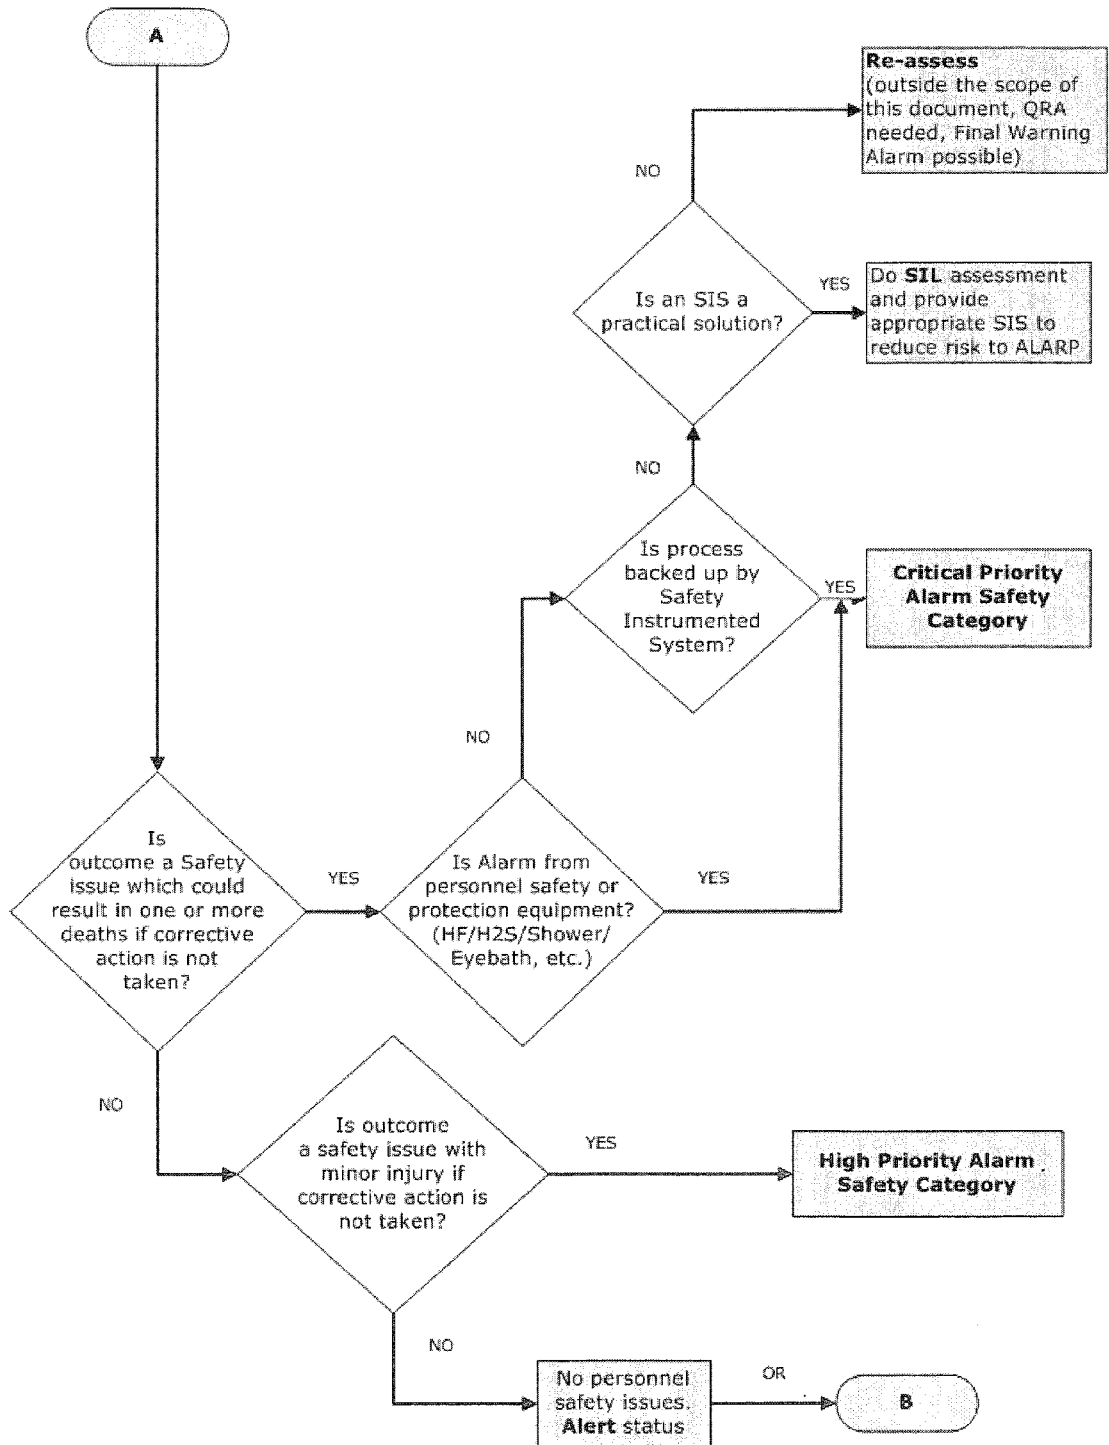 A
Re-assess
(outside the scope of
this document, QRA
needed, Final Warning
Alarm possible)
NO
Is an SIS a
practical solution?
YES
Do SIL assessment
and provide
appropriate SIS to
reduce risk to ALARP
NO
Is process
backed up by
Safety
Instrumented
System?
YES
Critical Priority
Alarm Safety
Category
NO
Is
outcome a Safety
issue which could
result in one or more
deaths if corrective
action is not
taken?
YES
Is Alarm from
personnel safety or
protection equipment?
(HF/H2S/Shower/
Eyebath, etc.)
YES
NO
Is outcome
a safety issue with
minor injury if
corrective action is
not taken?
YES
High Priority Alarm
Safety Category
NO
No personnel
safety issues.
Alert status
OR
B